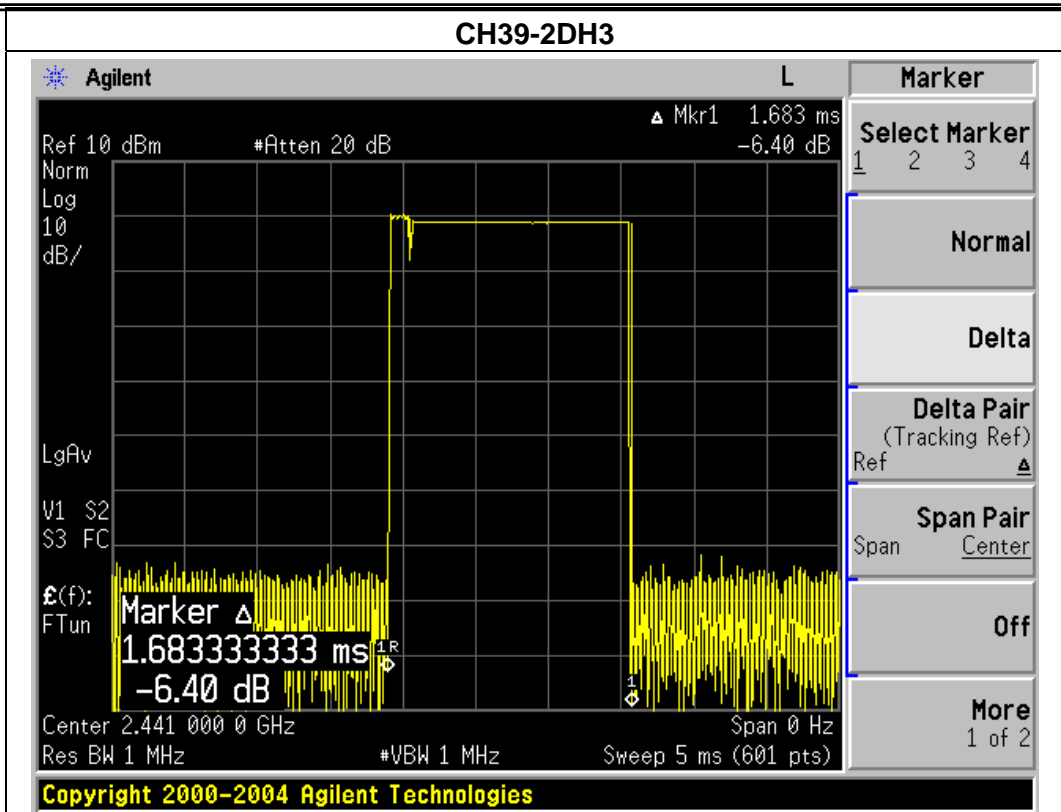 CH39-2DH3
Agilent L Marker
Δ Mkr1 1.683 ms
Ref 10 dBm #Atten 20 dB -6.40 dB
Norm
Log
10
dB/
LgAv
V1 S2
S3 FC
£(f):
FTun
Marker Δ
1.683333333 ms
-6.40 dB
1R
1
Center 2.441 000 0 GHz Span 0 Hz
Res BW 1 MHz #VBW 1 MHz Sweep 5 ms (601 pts)
Select Marker
1 2 3 4
Normal
Delta
Delta Pair
(Tracking Ref)
Ref Δ
Span Pair
Span Center
Off
More
1 of 2
Copyright 2000-2004 Agilent Technologies